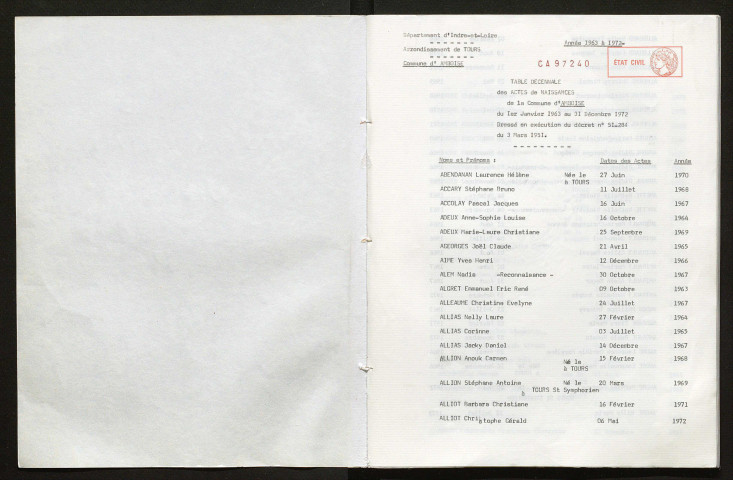 Département d'Indre-et-Loire
Année 1963 à 1972.
Arrondissement de TOURS
CA97240
ÉTAT CIVIL
Commune d' AMBOISE
TABLE DECENNALE
des ACTES de NAISSANCES
de la Commune d'AMBOISE
du 1er Janvier 1963 au 31 Décembre 1972
Dressé en exécution du décret n° 51.284
du 3 Mars 1951.
Noms et Prénoms : Dates des Actes Année
ABENDANAN Laurence Hélène Née le 27 Juin 1970
à TOURS
ACCARY Stéphane Bruno 11 Juillet 1968
ACCOLAY Pascal Jacques 16 Juin 1967
ADEUX Anne-Sophie Louise 16 Octobre 1964
ADEUX Marie-Laure Christiane 25 Septembre 1969
AGEORGES Joël Claude 21 Avril 1965
AIME Yves Henri 12 Décembre 1966
ALEM Nadia -Reconnaissance - 30 Octobre 1967
ALGRET Emmanuel Eric René 09 Octobre 1963
ALLEAUME Christine Evelyne 24 Juillet 1967
ALLIAS Nelly Laure 27 Février 1964
ALLIAS Corinne 03 Juillet 1965
ALLIAS Jacky Daniel 14 Décembre 1967
ALLION Anouk Carmen Née le 15 Février 1968
à TOURS
ALLION Stéphane Antoine Né le 20 Mars 1969
à TOURS St Symphorien
ALLIOT Barbara Christiane 16 Février 1971
ALLIOT Christophe Gérald 06 Mai 1972